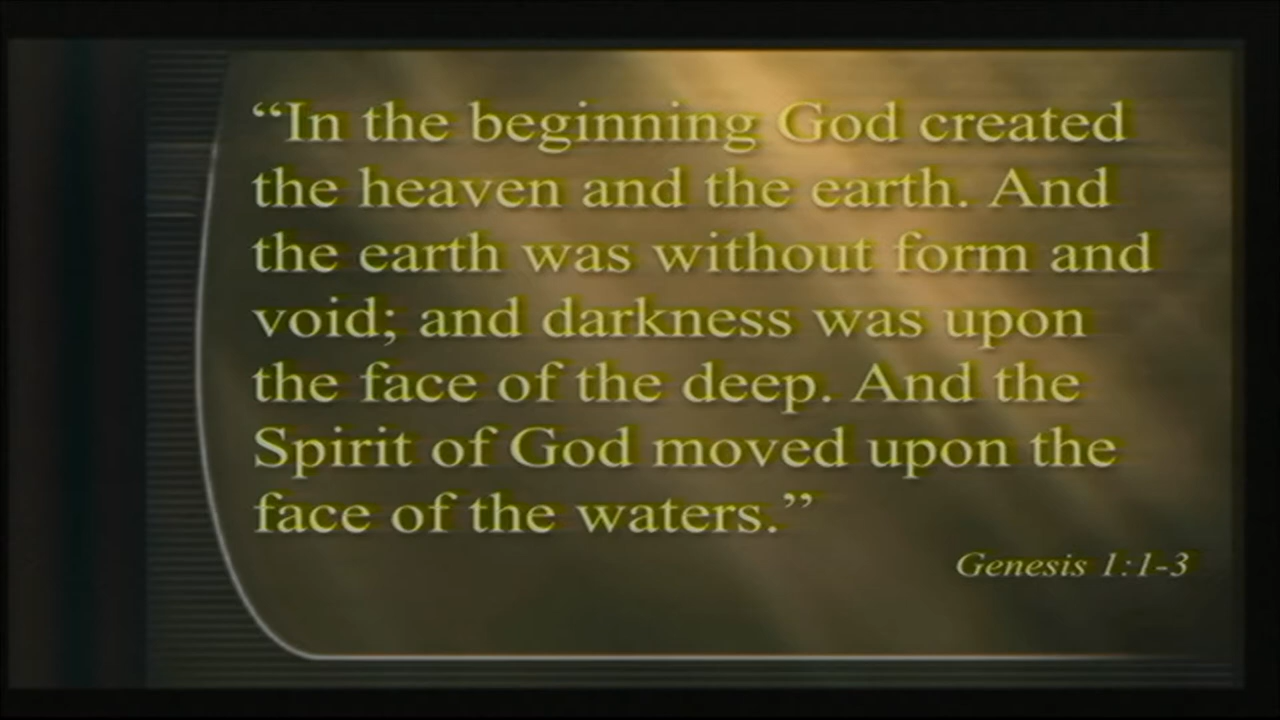 “In the beginning God created
the heaven and the earth. And
the earth was without form and
void; and darkness was upon
the face of the deep. And the
Spirit of God moved upon the
face of the waters.”
Genesis 1:1-3